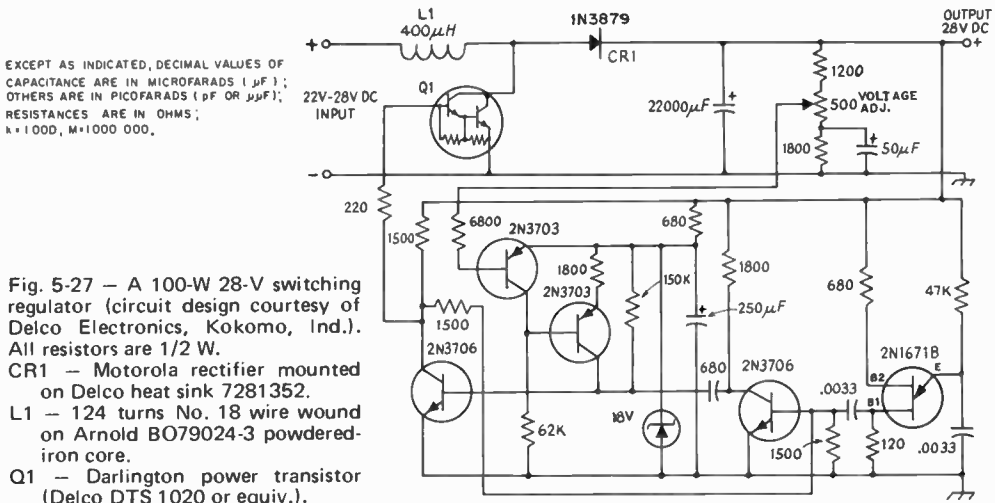 L1
400µH
1N3879
CR1
OUTPUT
28V DC
+
+
EXCEPT AS INDICATED, DECIMAL VALUES OF
CAPACITANCE ARE IN MICROFARADS ( µF ) ;
OTHERS ARE IN PICOFARADS ( pF OR µµF);
RESISTANCES ARE IN OHMS ;
k=1000, M=1000 000.
22V-28V DC
INPUT
Q1
22000µF
+
1200
500
VOLTAGE
ADJ.
1800
+
50µF
-
220
1500
6800
2N3703
1800
2N3703
150K
680
+
250µF
1800
680
47K
1500
2N3706
62K
18V
680
2N3706
.0033
1500
B2
B1
E
2N1671B
120
.0033
Fig. 5-27 — A 100-W 28-V switching
regulator (circuit design courtesy of
Delco Electronics, Kokomo, Ind.).
All resistors are 1/2 W.
CR1 — Motorola rectifier mounted
on Delco heat sink 7281352.
L1 — 124 turns No. 18 wire wound
on Arnold BO79024-3 powdered-
iron core.
Q1 — Darlington power transistor
(Delco DTS 1020 or equiv.).